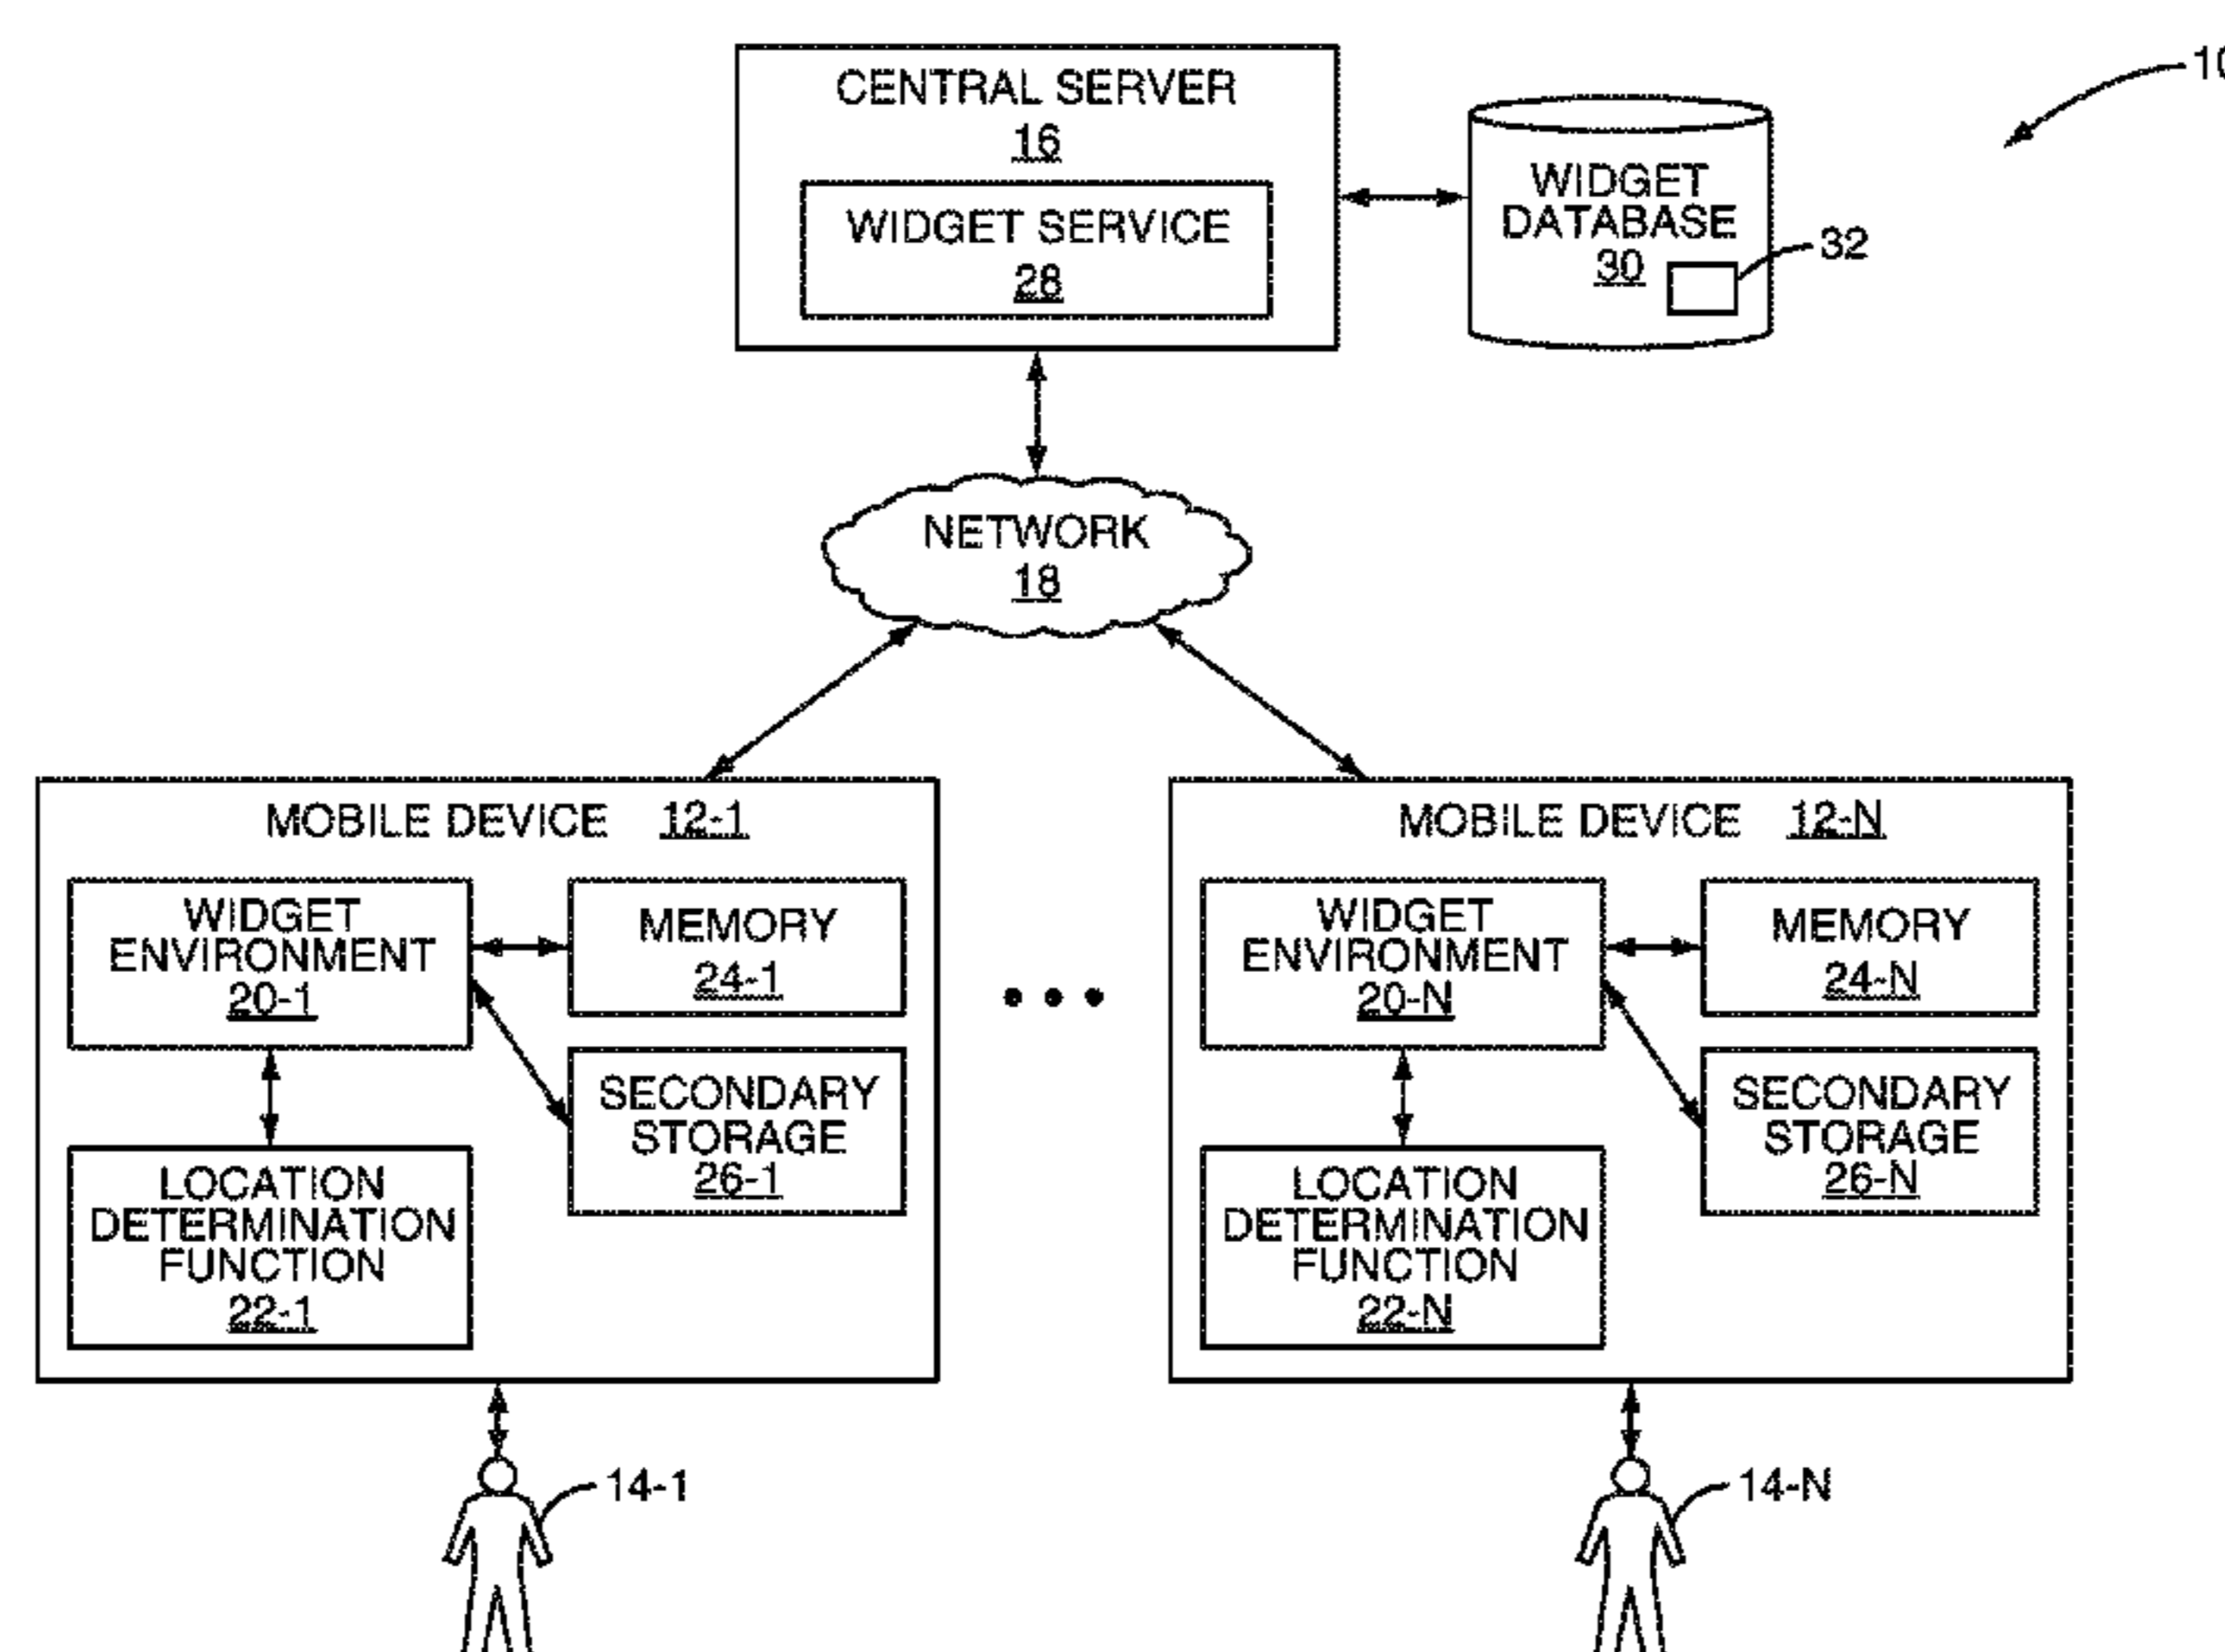 CENTRAL SERVER
16
WIDGET SERVICE
28
WIDGET
DATABASE
30
32
10
NETWORK
18
MOBILE DEVICE 12-1
WIDGET
ENVIRONMENT
20-1
MEMORY
24-1
SECONDARY
STORAGE
26-1
LOCATION
DETERMINATION
FUNCTION
22-1
14-1
MOBILE DEVICE 12-N
WIDGET
ENVIRONMENT
20-N
MEMORY
24-N
SECONDARY
STORAGE
26-N
LOCATION
DETERMINATION
FUNCTION
22-N
14-N